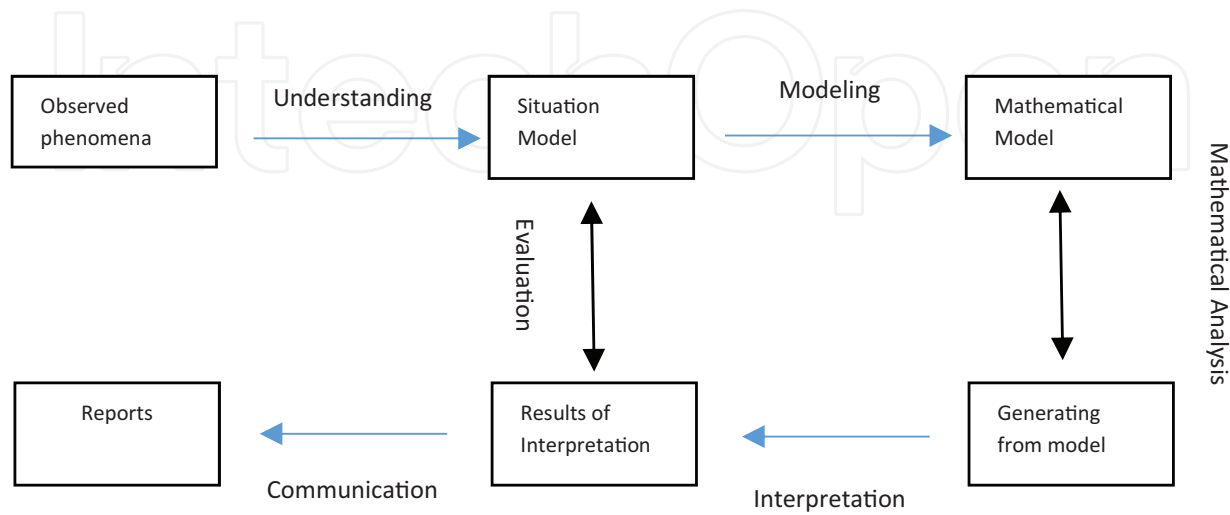 IntechOpen
Observed
phenomena
Understanding
Situation
Model
Modeling
Mathematical
Model
Evaluation
Mathematical Analysis
Reports
Communication
Results of
Interpretation
Interpretation
Generating
from model